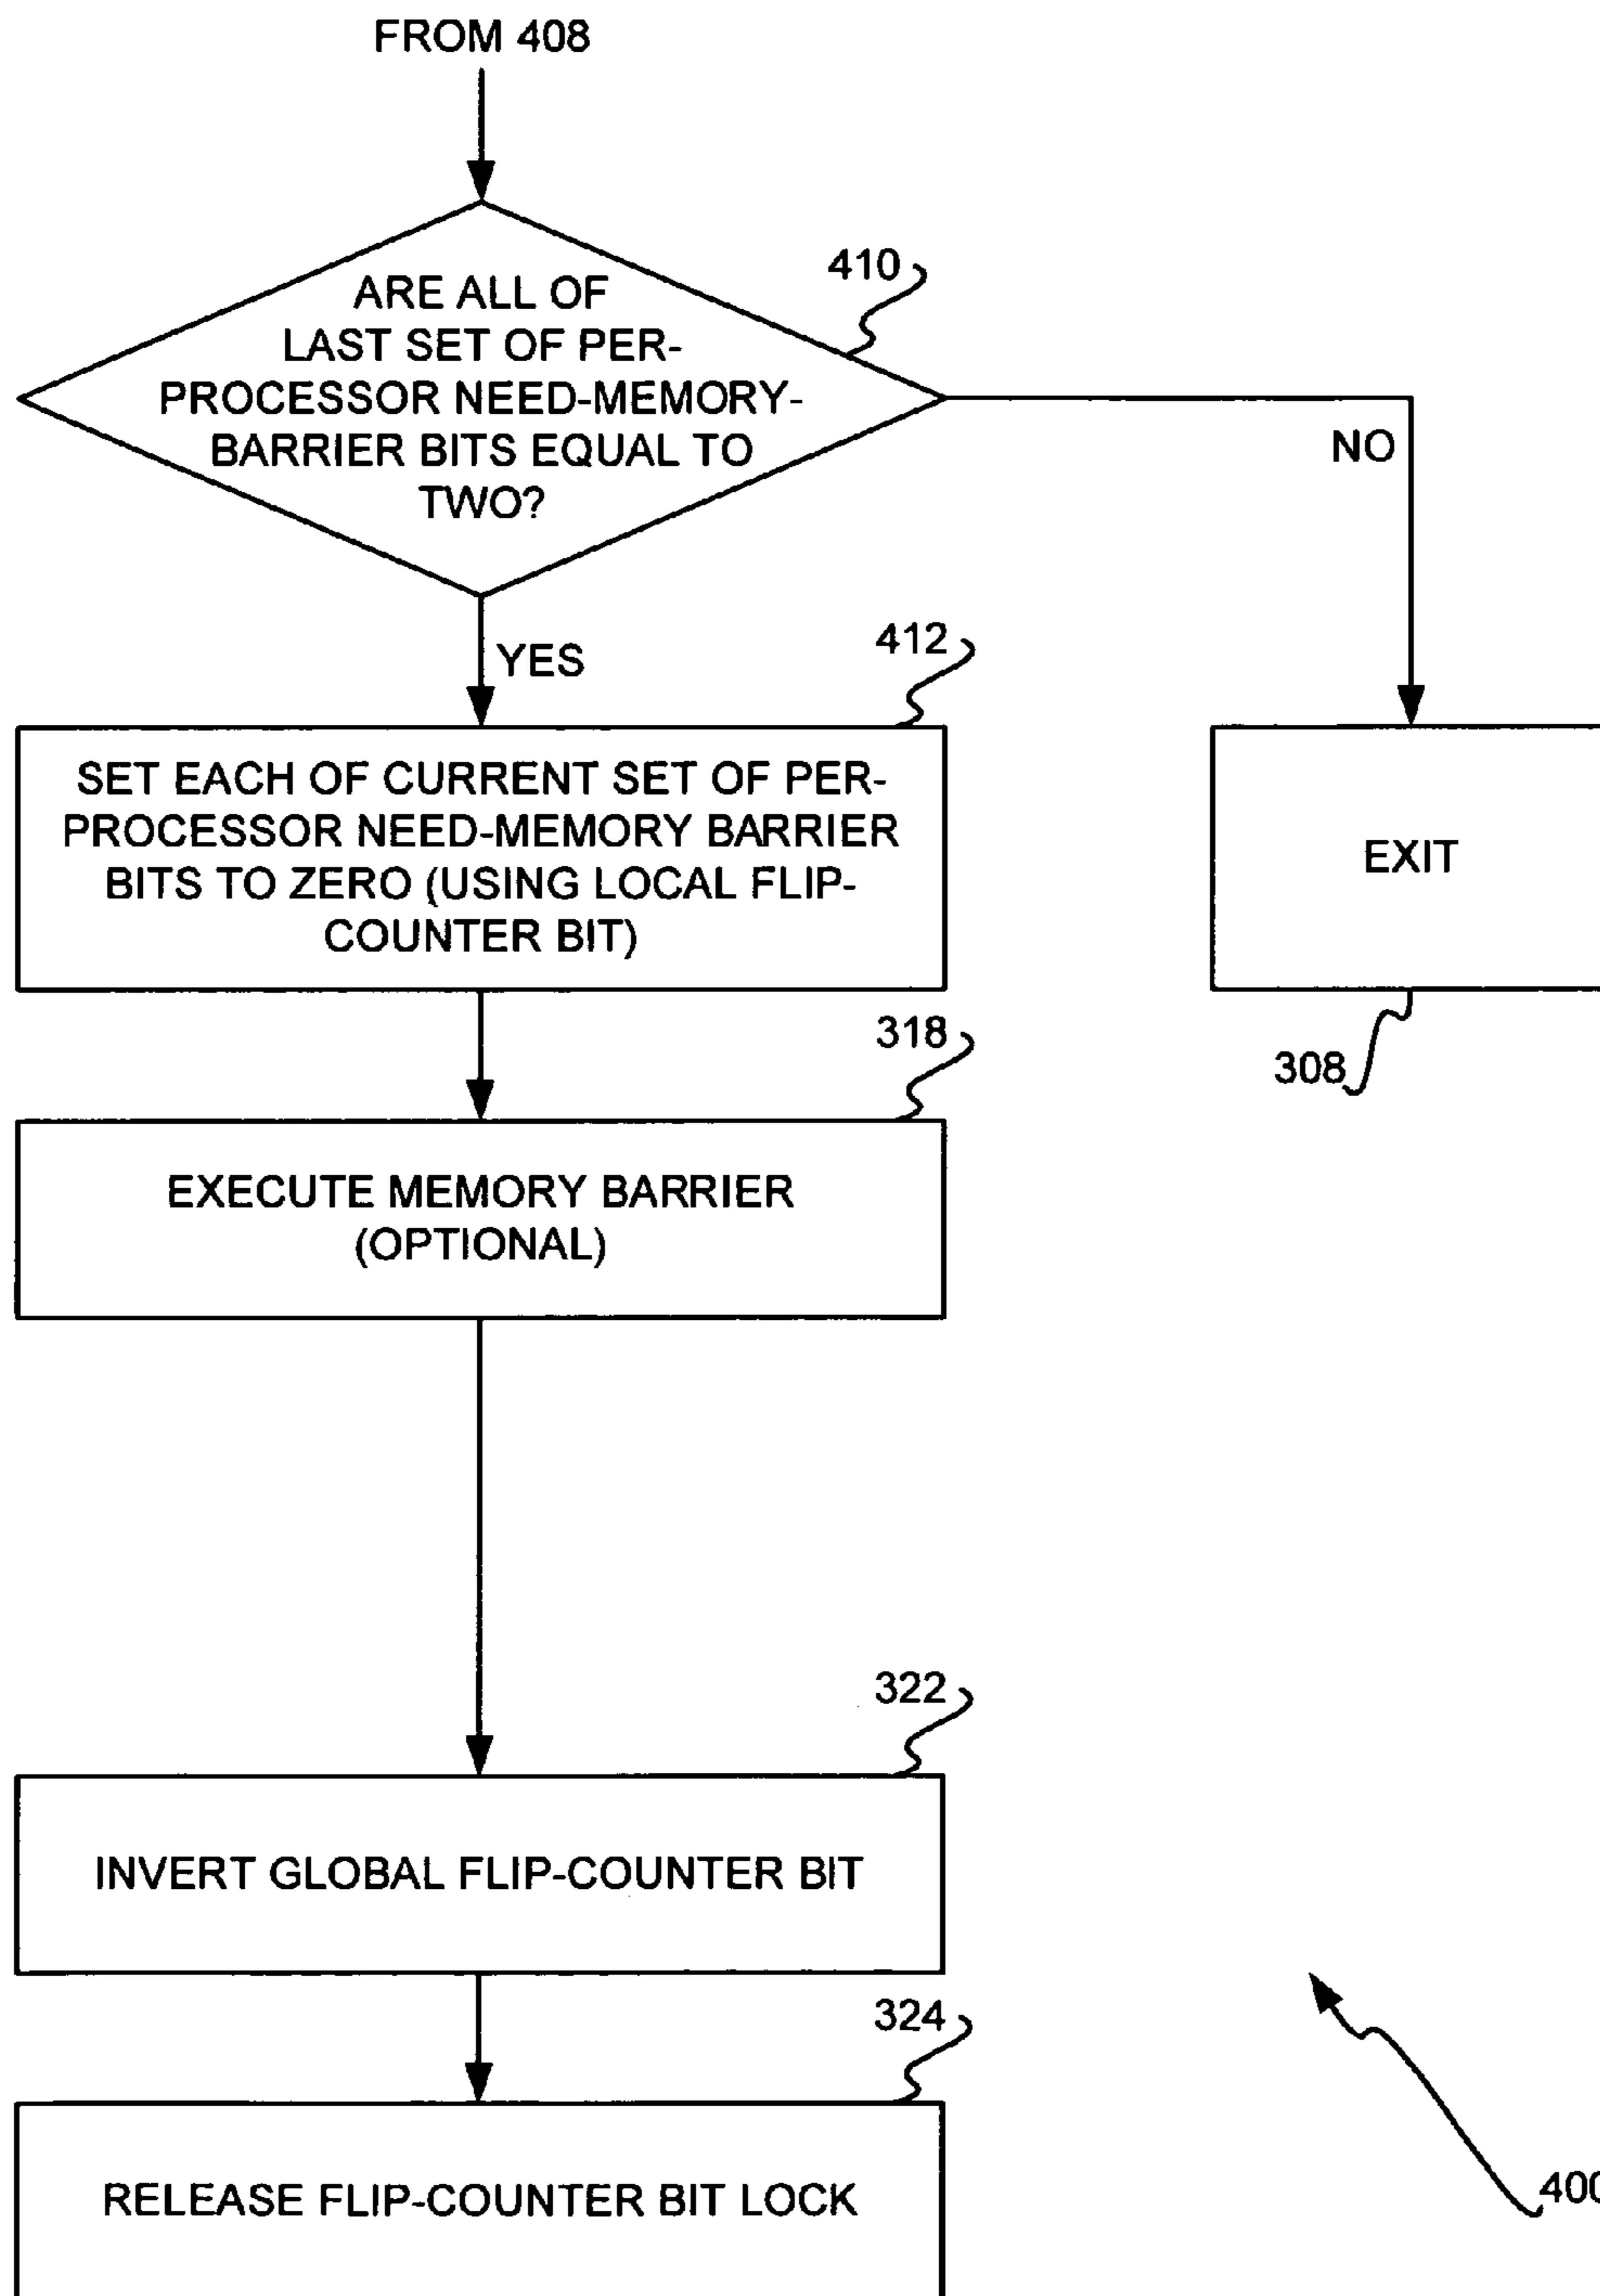 FROM 408
410
ARE ALL OF
LAST SET OF PER-
PROCESSOR NEED-MEMORY-
BARRIER BITS EQUAL TO
TWO?
NO
YES
412
SET EACH OF CURRENT SET OF PER-
PROCESSOR NEED-MEMORY BARRIER
BITS TO ZERO (USING LOCAL FLIP-
COUNTER BIT)
EXIT
308
318
EXECUTE MEMORY BARRIER
(OPTIONAL)
322
INVERT GLOBAL FLIP-COUNTER BIT
324
RELEASE FLIP-COUNTER BIT LOCK
400